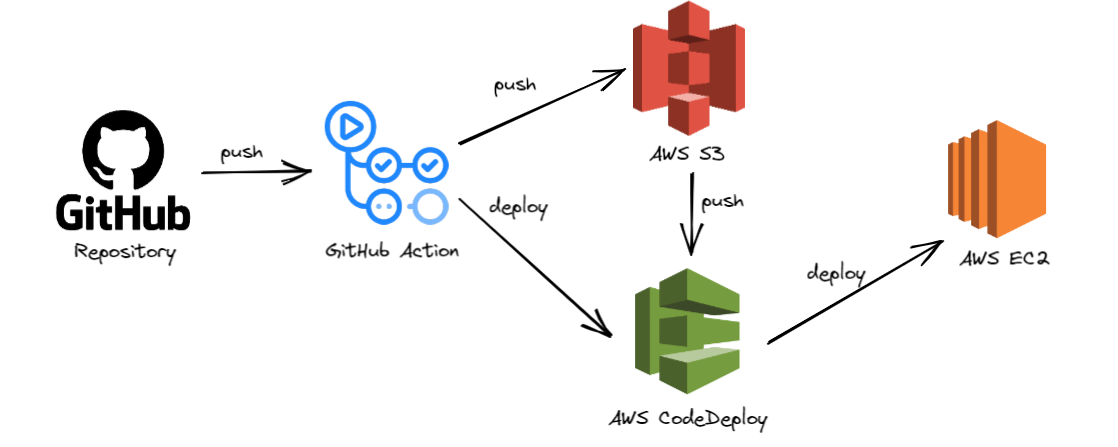 push
AWS S3
push
GitHub
Repository
push
GitHub Action
deploy
AWS EC2
deploy
AWS CodeDeploy